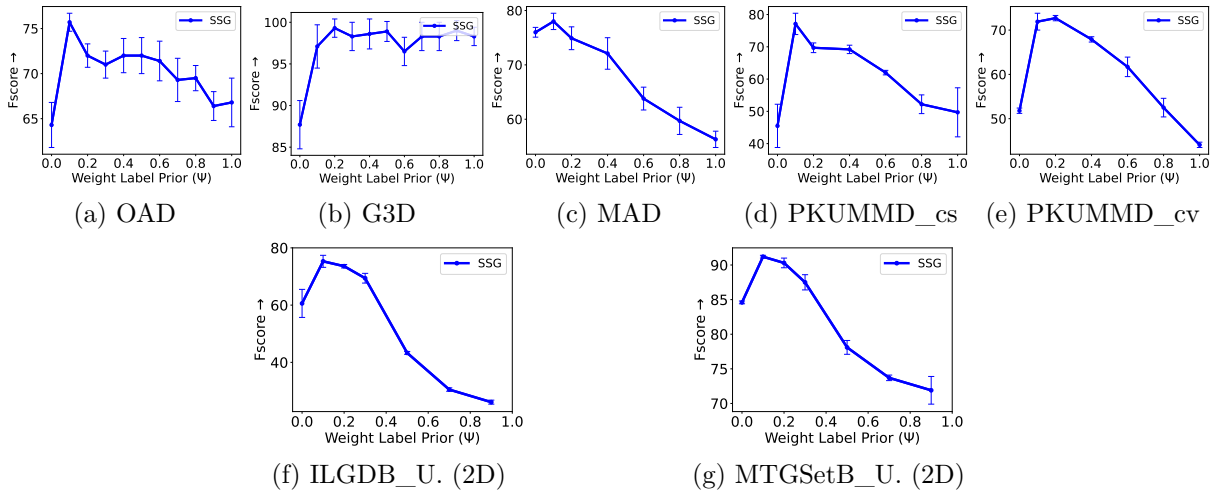 75
70
65
Fscore →
SSG
0.0 0.2 0.4 0.6 0.8 1.0
Weight Label Prior (Ψ)
(a) OAD
100
95
90
85
Fscore →
SSG
0.0 0.2 0.4 0.6 0.8 1.0
Weight Label Prior (Ψ)
(b) G3D
80
70
60
Fscore →
SSG
0.0 0.2 0.4 0.6 0.8 1.0
Weight Label Prior (Ψ)
(c) MAD
80
70
60
50
40
Fscore →
SSG
0.0 0.2 0.4 0.6 0.8 1.0
Weight Label Prior (Ψ)
(d) PKUMMD_cs
70
60
50
Fscore →
SSG
0.0 0.2 0.4 0.6 0.8 1.0
Weight Label Prior (Ψ)
(e) PKUMMD_cv
80
60
40
Fscore →
SSG
0.0 0.2 0.4 0.6 0.8 1.0
Weight Label Prior (Ψ)
(f) ILGDB_U. (2D)
90
85
80
75
70
Fscore →
SSG
0.0 0.2 0.4 0.6 0.8 1.0
Weight Label Prior (Ψ)
(g) MTGSetB_U. (2D)